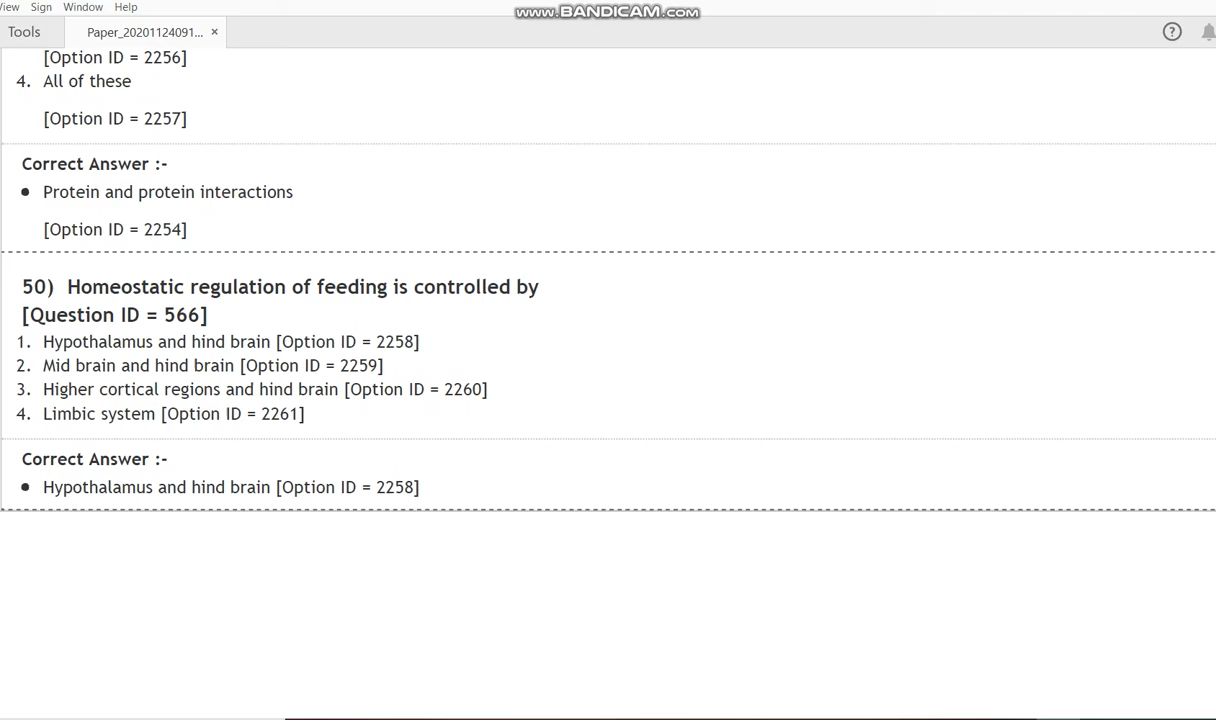 View Sign Window Help
www.BANDICAM.com
Tools Paper_20201124091... ×
[Option ID = 2256]
4. All of these
[Option ID = 2257]
Correct Answer :-
• Protein and protein interactions
[Option ID = 2254]
50) Homeostatic regulation of feeding is controlled by
[Question ID = 566]
1. Hypothalamus and hind brain [Option ID = 2258]
2. Mid brain and hind brain [Option ID = 2259]
3. Higher cortical regions and hind brain [Option ID = 2260]
4. Limbic system [Option ID = 2261]
Correct Answer :-
• Hypothalamus and hind brain [Option ID = 2258]